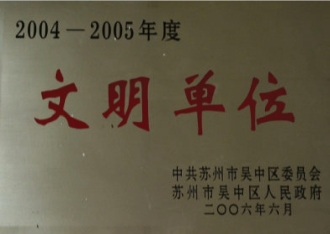 2004－2005年度
文明单位
中共苏州市吴中区委员会
苏州市吴中区人民政府
二〇〇六年六月